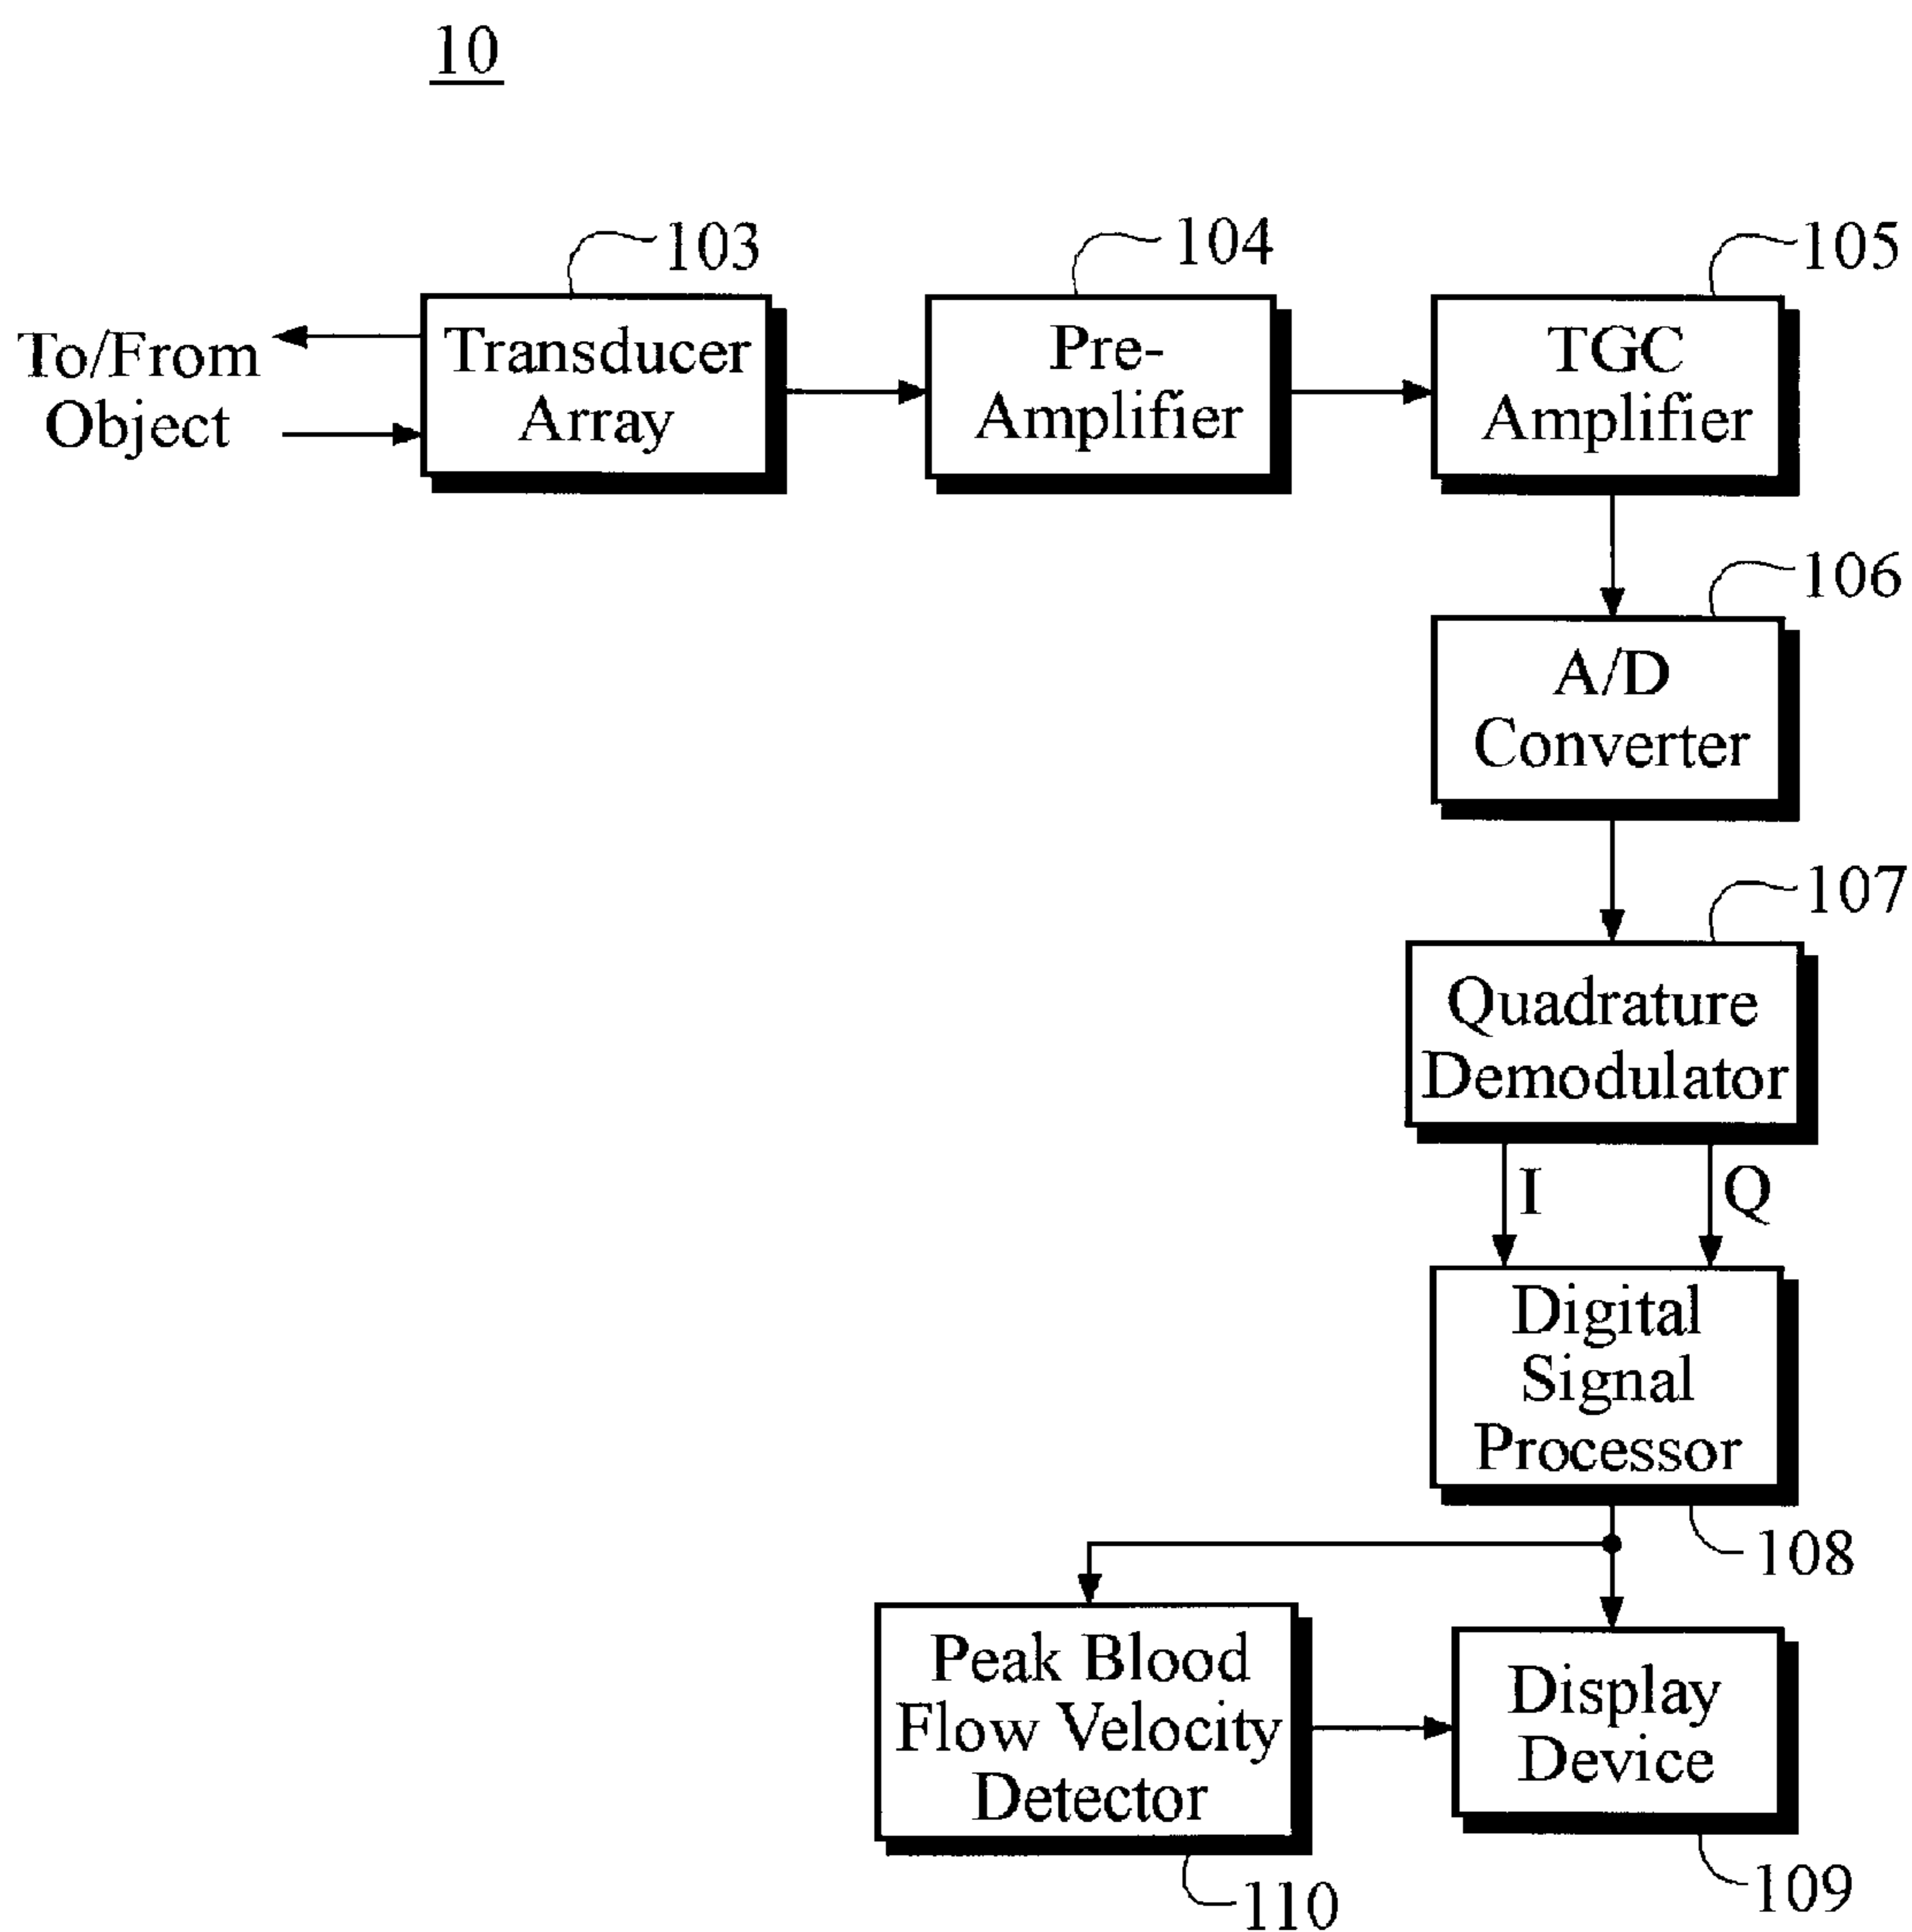 10
103
104
105
To/From
Object
Transducer
Array
Pre-
Amplifier
TGC
Amplifier
106
A/D
Converter
107
Quadrature
Demodulator
I
Q
Digital
Signal
Processor
108
Peak Blood
Flow Velocity
Detector
Display
Device
110
109